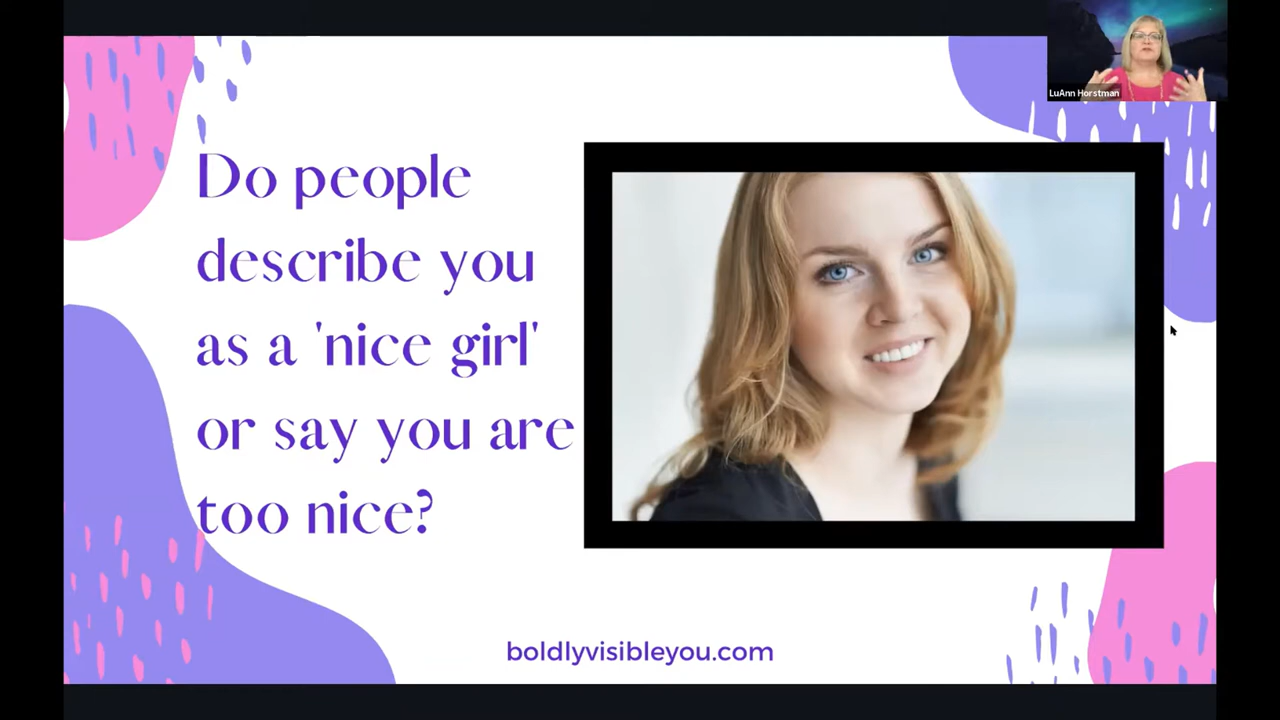 LuAnn Horstman
Do people
describe you
as a 'nice girl'
or say you are
too nice?
boldlyvisibleyou.com